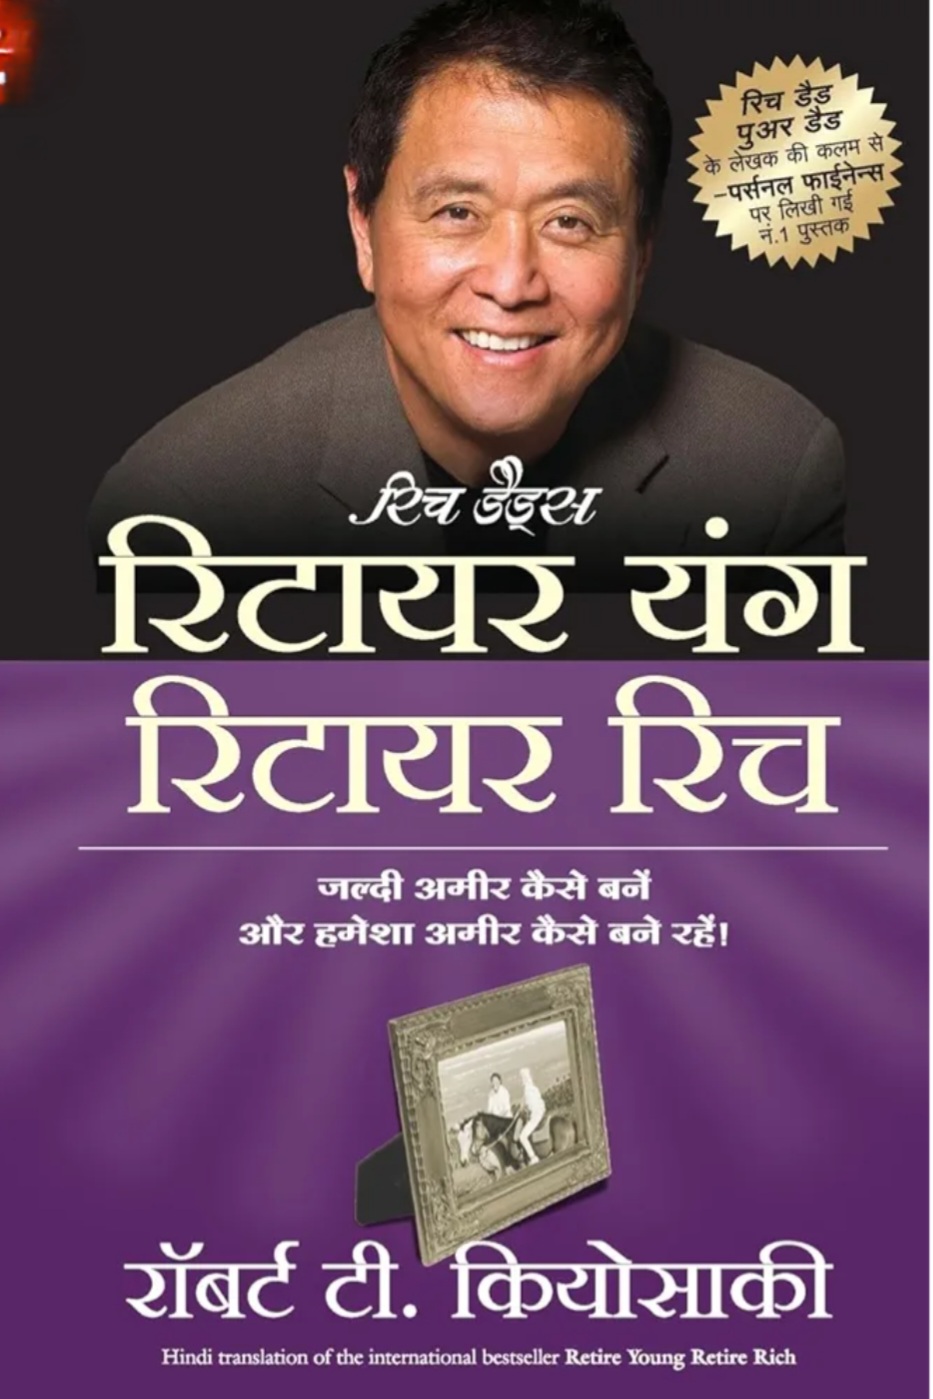 रिच डैड
पुअर डैड
के लेखक की कलम से
–पर्सनल फाईनेन्स
पर लिखी गई
नं.1 पुस्तक
रिच डैड्स
रिटायर यंग
रिटायर रिच
जल्दी अमीर कैसे बनें
और हमेशा अमीर कैसे बने रहें!
रॉबर्ट टी. कियोसाकी
Hindi translation of the international bestseller Retire Young Retire Rich